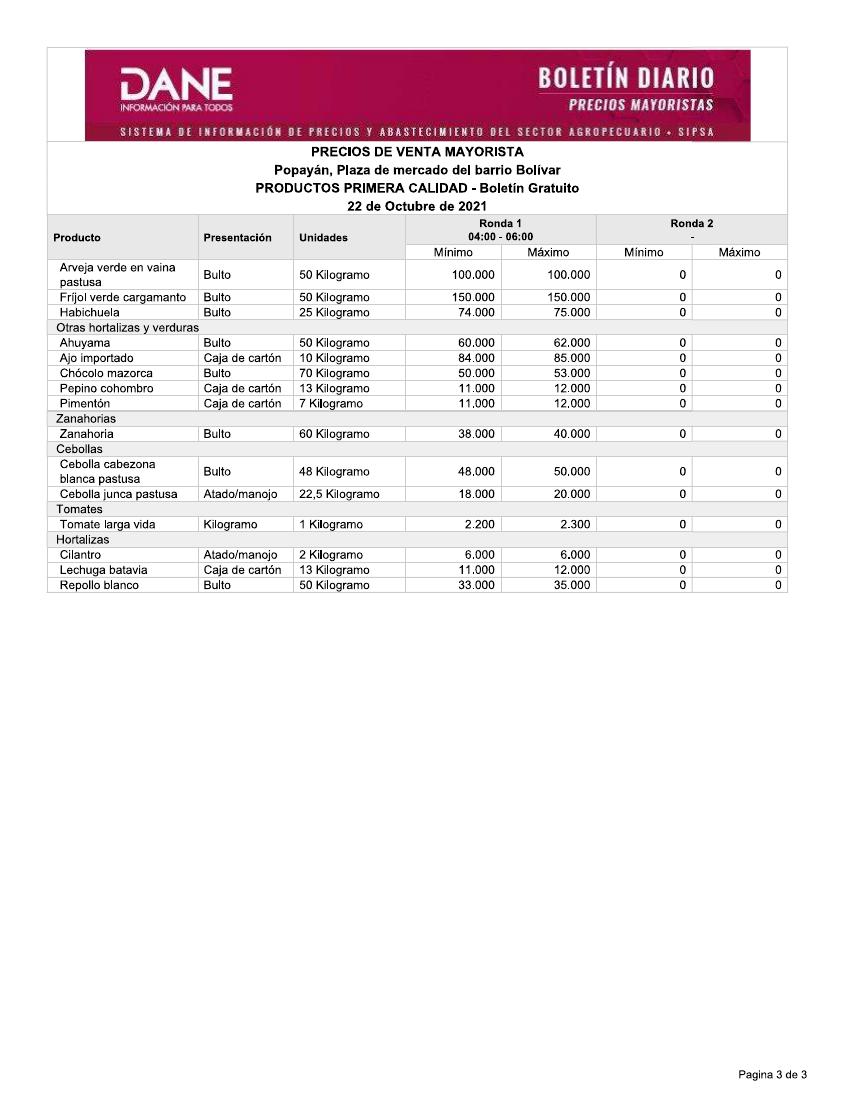 DANE
INFORMACIÓN PARA TODOS
BOLETÍN DIARIO
PRECIOS MAYORISTAS
SISTEMA DE INFORMACIÓN DE PRECIOS Y ABASTECIMIENTO DEL SECTOR AGROPECUARIO • SIPSA
PRECIOS DE VENTA MAYORISTA
Popayán, Plaza de mercado del barrio Bolívar
PRODUCTOS PRIMERA CALIDAD - Boletín Gratuito
22 de Octubre de 2021
Producto Presentación Unidades Ronda 1 Ronda 2
04:00 - 06:00 -
Mínimo Máximo Mínimo Máximo
Arveja verde en vaina
pastusa Bulto 50 Kilogramo 100.000 100.000 0 0
Fríjol verde cargamanto Bulto 50 Kilogramo 150.000 150.000 0 0
Habichuela Bulto 25 Kilogramo 74.000 75.000 0 0
Otras hortalizas y verduras
Ahuyama Bulto 50 Kilogramo 60.000 62.000 0 0
Ajo importado Caja de cartón 10 Kilogramo 84.000 85.000 0 0
Chócolo mazorca Bulto 70 Kilogramo 50.000 53.000 0 0
Pepino cohombro Caja de cartón 13 Kilogramo 11.000 12.000 0 0
Pimentón Caja de cartón 7 Kilogramo 11.000 12.000 0 0
Zanahorias
Zanahoria Bulto 60 Kilogramo 38.000 40.000 0 0
Cebollas
Cebolla cabezona
blanca pastusa Bulto 48 Kilogramo 48.000 50.000 0 0
Cebolla junca pastusa Atado/manojo 22,5 Kilogramo 18.000 20.000 0 0
Tomates
Tomate larga vida Kilogramo 1 Kilogramo 2.200 2.300 0 0
Hortalizas
Cilantro Atado/manojo 2 Kilogramo 6.000 6.000 0 0
Lechuga batavia Caja de cartón 13 Kilogramo 11.000 12.000 0 0
Repollo blanco Bulto 50 Kilogramo 33.000 35.000 0 0
Pagina 3 de 3